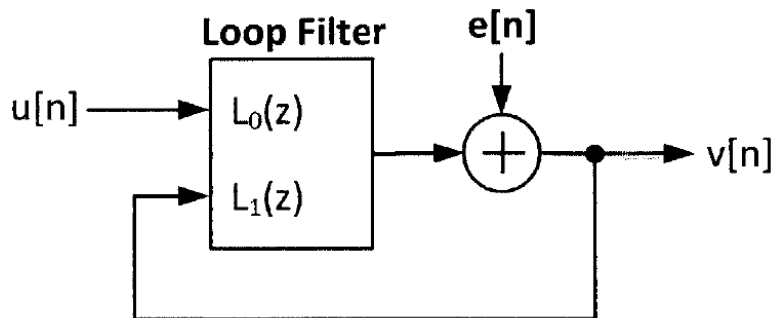 Loop Filter
e[n]
u[n]
L₀(z)
v[n]
L₁(z)